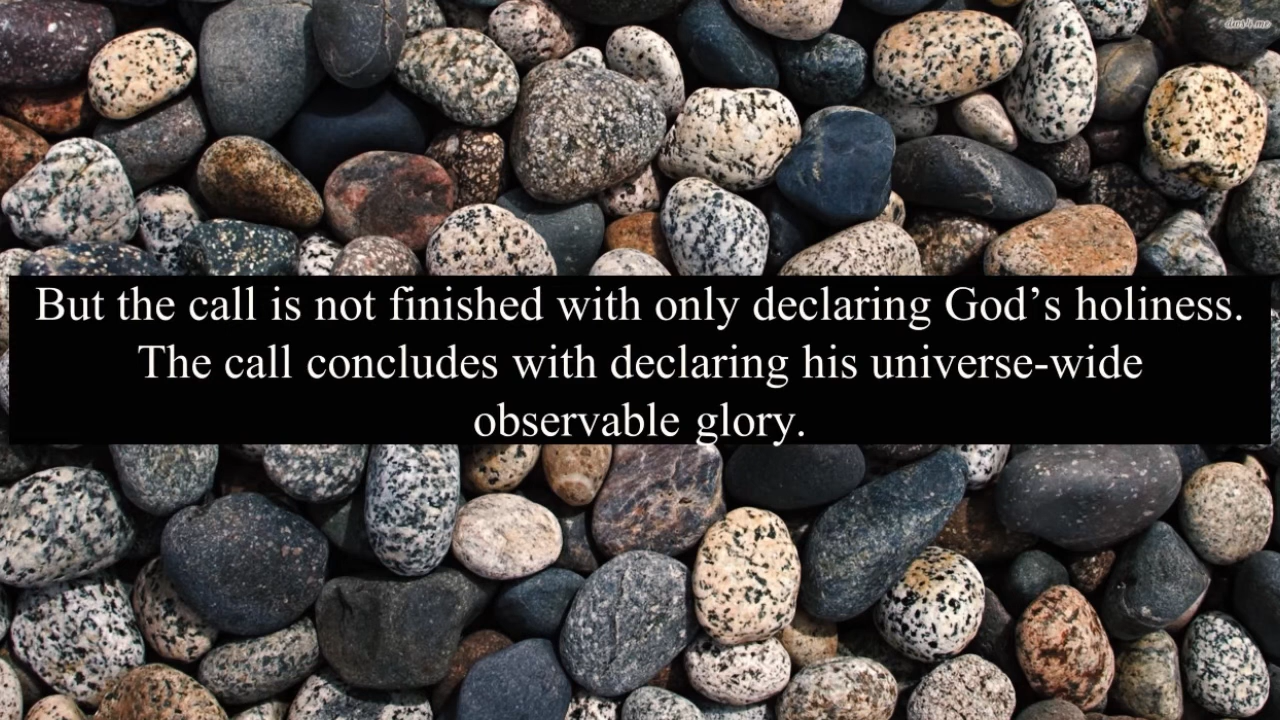 But the call is not finished with only declaring God’s holiness.
The call concludes with declaring his universe-wide
observable glory.